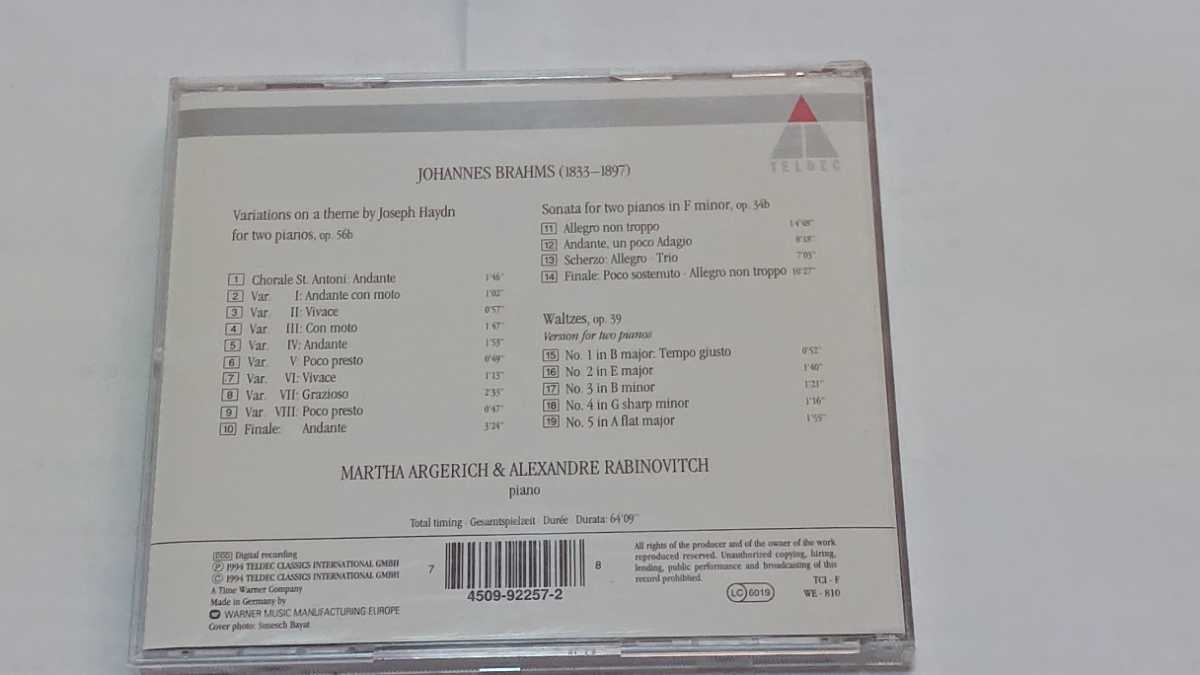 TELDEC
JOHANNES BRAHMS (1833–1897)
Variations on a theme by Joseph Haydn
for two pianos, op. 56b
1 Chorale St. Antoni: Andante 1'46"
2 Var. I: Andante con moto 1'02"
3 Var. II: Vivace 0'57"
4 Var. III: Con moto 1'47"
5 Var. IV: Andante 1'53"
6 Var. V: Poco presto 0'49"
7 Var. VI: Vivace 1'13"
8 Var. VII: Grazioso 2'35"
9 Var. VIII: Poco presto 0'47"
10 Finale: Andante 3'24"
Sonata for two pianos in F minor, op. 34b
11 Allegro non troppo 14'08"
12 Andante, un poco Adagio 8'18"
13 Scherzo: Allegro · Trio 7'03"
14 Finale: Poco sostenuto · Allegro non troppo 10'27"
Waltzes, op. 39
Version for two pianos
15 No. 1 in B major: Tempo giusto 0'52"
16 No. 2 in E major 1'40"
17 No. 3 in B minor 1'21"
18 No. 4 in G sharp minor 1'16"
19 No. 5 in A flat major 1'55"
MARTHA ARGERICH & ALEXANDRE RABINOVITCH
piano
Total timing · Gesamtspielzeit · Durée · Durata: 64'09"
DDD Digital recording
Ⓟ 1994 TELDEC CLASSICS INTERNATIONAL GMBH
© 1994 TELDEC CLASSICS INTERNATIONAL GMBH
A Time Warner Company
Made in Germany by
WARNER MUSIC MANUFACTURING EUROPE
Cover photo: Susesch Bayat
7 8
4509-92257-2
All rights of the producer and of the owner of the work
reproduced reserved. Unauthorized copying, hiring,
lending, public performance and broadcasting of this
record prohibited.
LC 6019
TCI - F
WE - 810